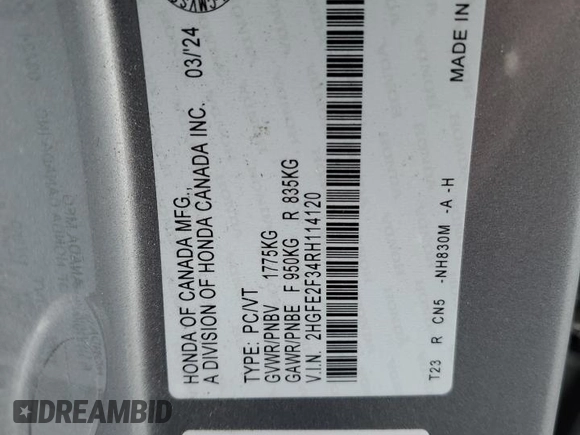 HONDA OF CANADA MFG.,
A DIVISION OF HONDA CANADA INC. 03/'24
TYPE: PC/VT
GVWR/PNBV 1775KG
GAWR/PNBE F 950KG R 835KG
V.I.N. 2HGFE2F34RH114120
T23 R CN5 -NH830M -A -H
MADE IN
DREAMBID